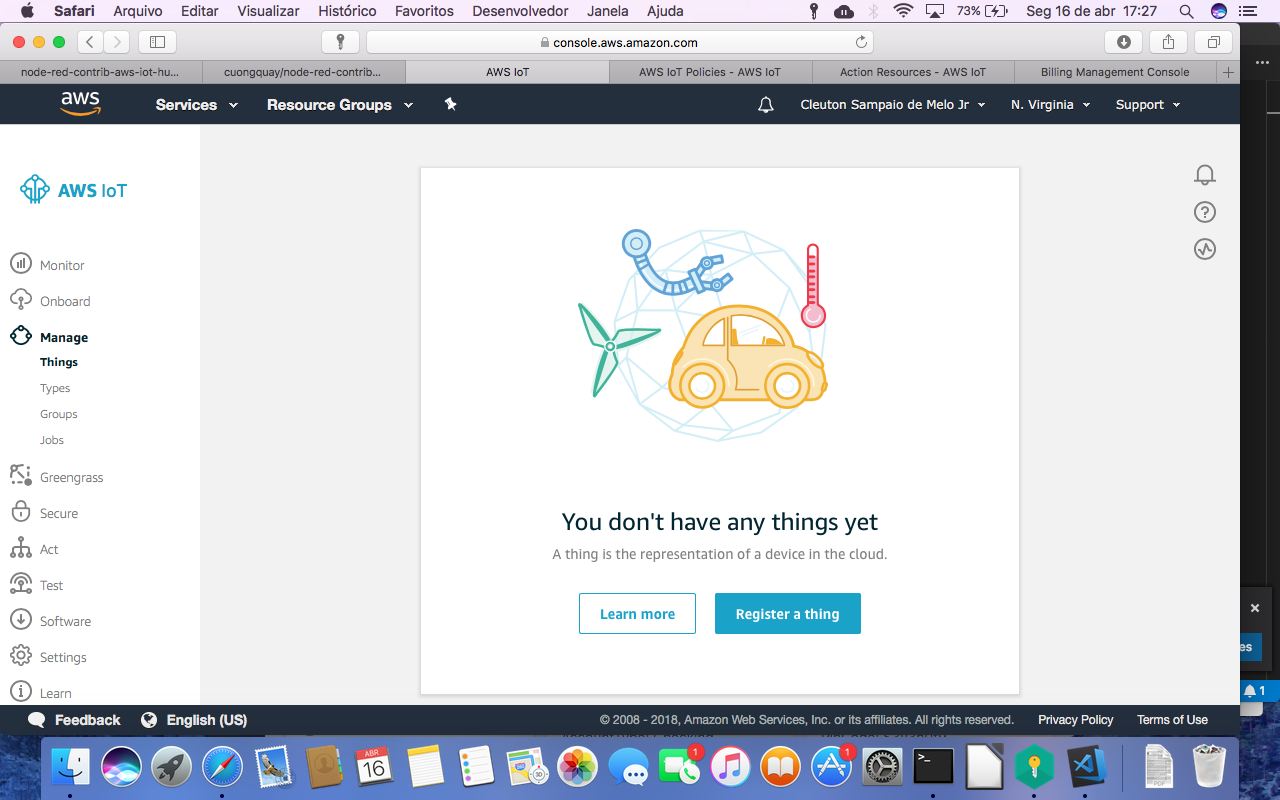 Safari Arquivo Editar Visualizar Histórico Favoritos Desenvolvedor Janela Ajuda 73% Seg 16 de abr 17:27
console.aws.amazon.com
node-red-contrib-aws-iot-hu... cuongquay/node-red-contrib... AWS IoT AWS IoT Policies - AWS IoT Action Resources - AWS IoT Billing Management Console
aws Services Resource Groups Cleuton Sampaio de Melo Jr N. Virginia Support
AWS IoT
Monitor
Onboard
Manage
Things
Types
Groups
Jobs
Greengrass
Secure
Act
Test
Software
Settings
Learn
You don't have any things yet
A thing is the representation of a device in the cloud.
Learn more Register a thing
es
1
Feedback English (US) © 2008 - 2018, Amazon Web Services, Inc. or its affiliates. All rights reserved. Privacy Policy Terms of Use
ABR
16
30
1
1
>_
PDF